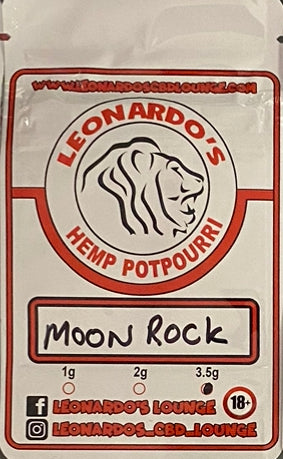 WWW.LEONARDOSCBDLOUNGE.COM
LEONARDO'S
HEMP POTPOURRI
MOON ROCK
1g 2g 3.5g
LEONARDO'S LOUNGE 18+
LEONARDOS_CBD_LOUNGE